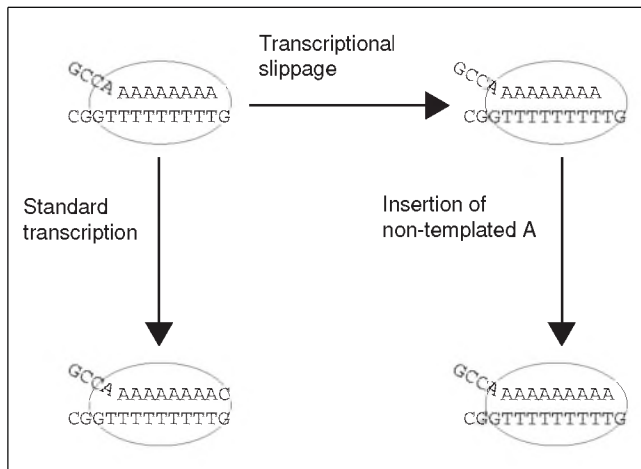 Transcriptional
slippage
GCCA AAAAAAAA
CGGTTTTTTTTTG
GCCA AAAAAAAA
CGGTTTTTTTTTG
Standard
transcription
Insertion of
non-templated A
GCCA AAAAAAAAC
CGGTTTTTTTTTG
GCCA AAAAAAAAA
CGGTTTTTTTTTG